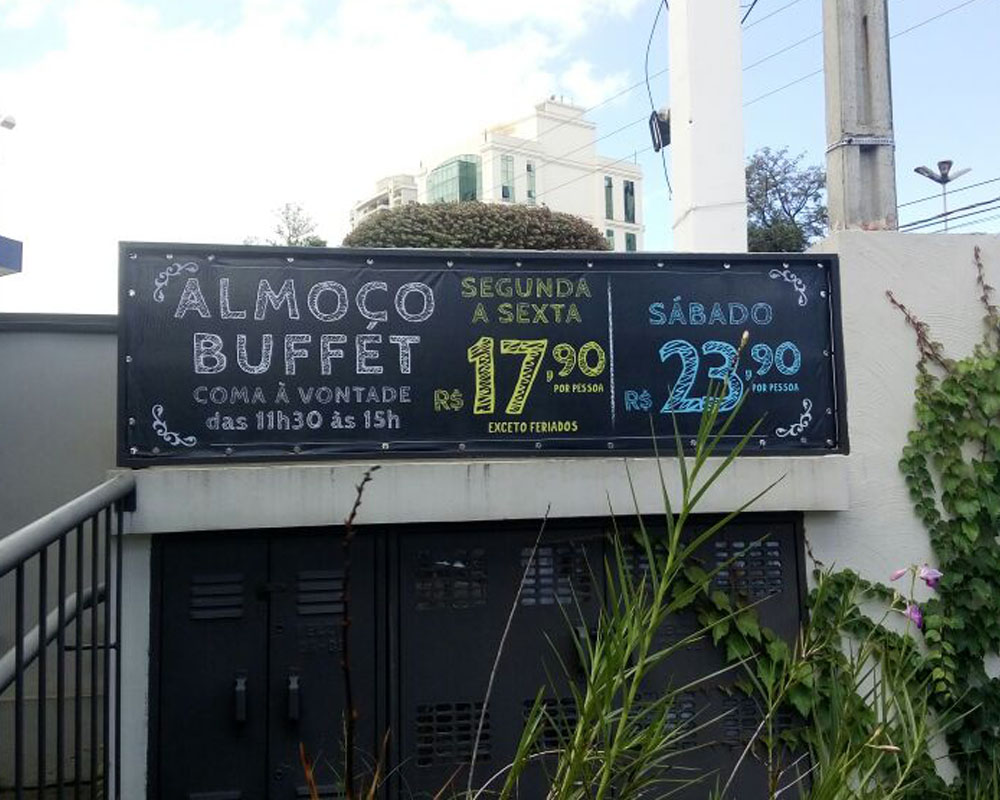 ALMOÇO
BUFFET
COMA À VONTADE
das 11h30 às 15h
SEGUNDA
A SEXTA
R$ 17,90
POR PESSOA
EXCETO FERIADOS
SÁBADO
R$ 23,90
POR PESSOA